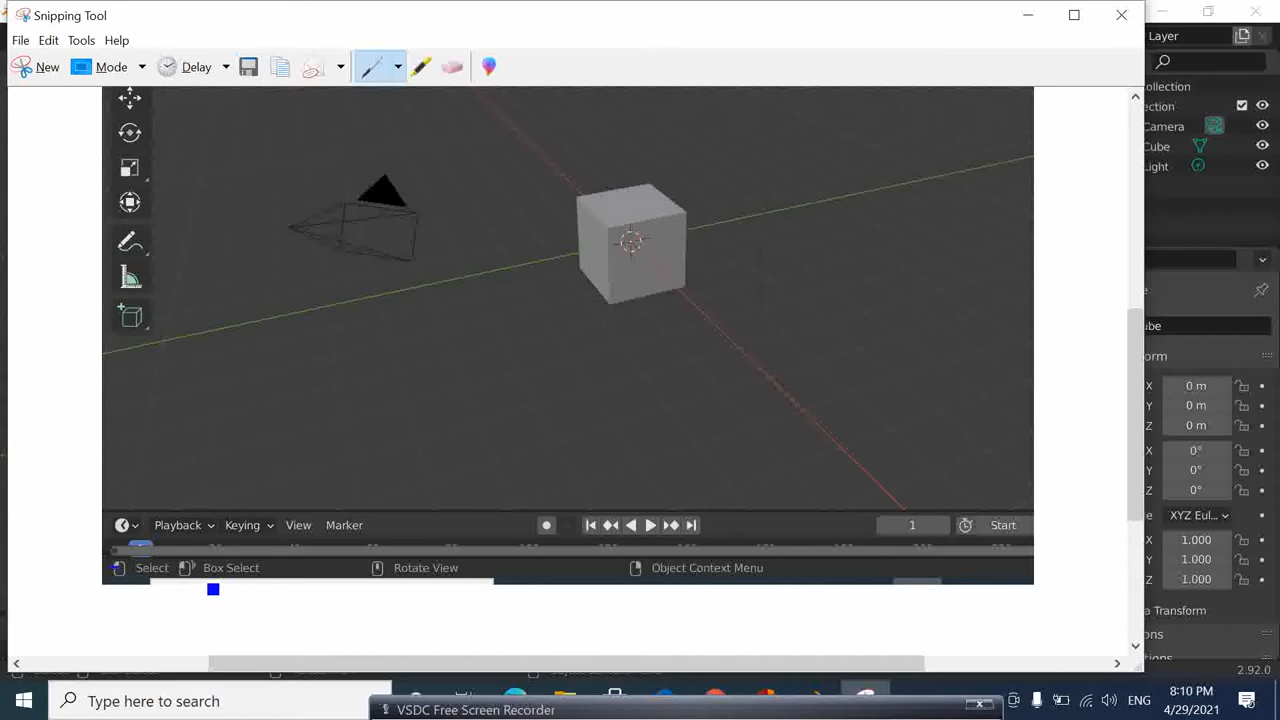 Snipping Tool
File Edit Tools Help
New Mode Delay
Layer
ollection
ection
Camera
Cube
Light
ube
orm
X 0 m
Y 0 m
Z 0 m
X 0°
Y 0°
Z 0°
e XYZ Eul...
X 1.000
Y 1.000
Z 1.000
a Transform
ons
Playback Keying View Marker
1 Start
Select Box Select Rotate View Object Context Menu
2.92.0
Type here to search
VSDC Free Screen Recorder
ENG
8:10 PM
4/29/2021